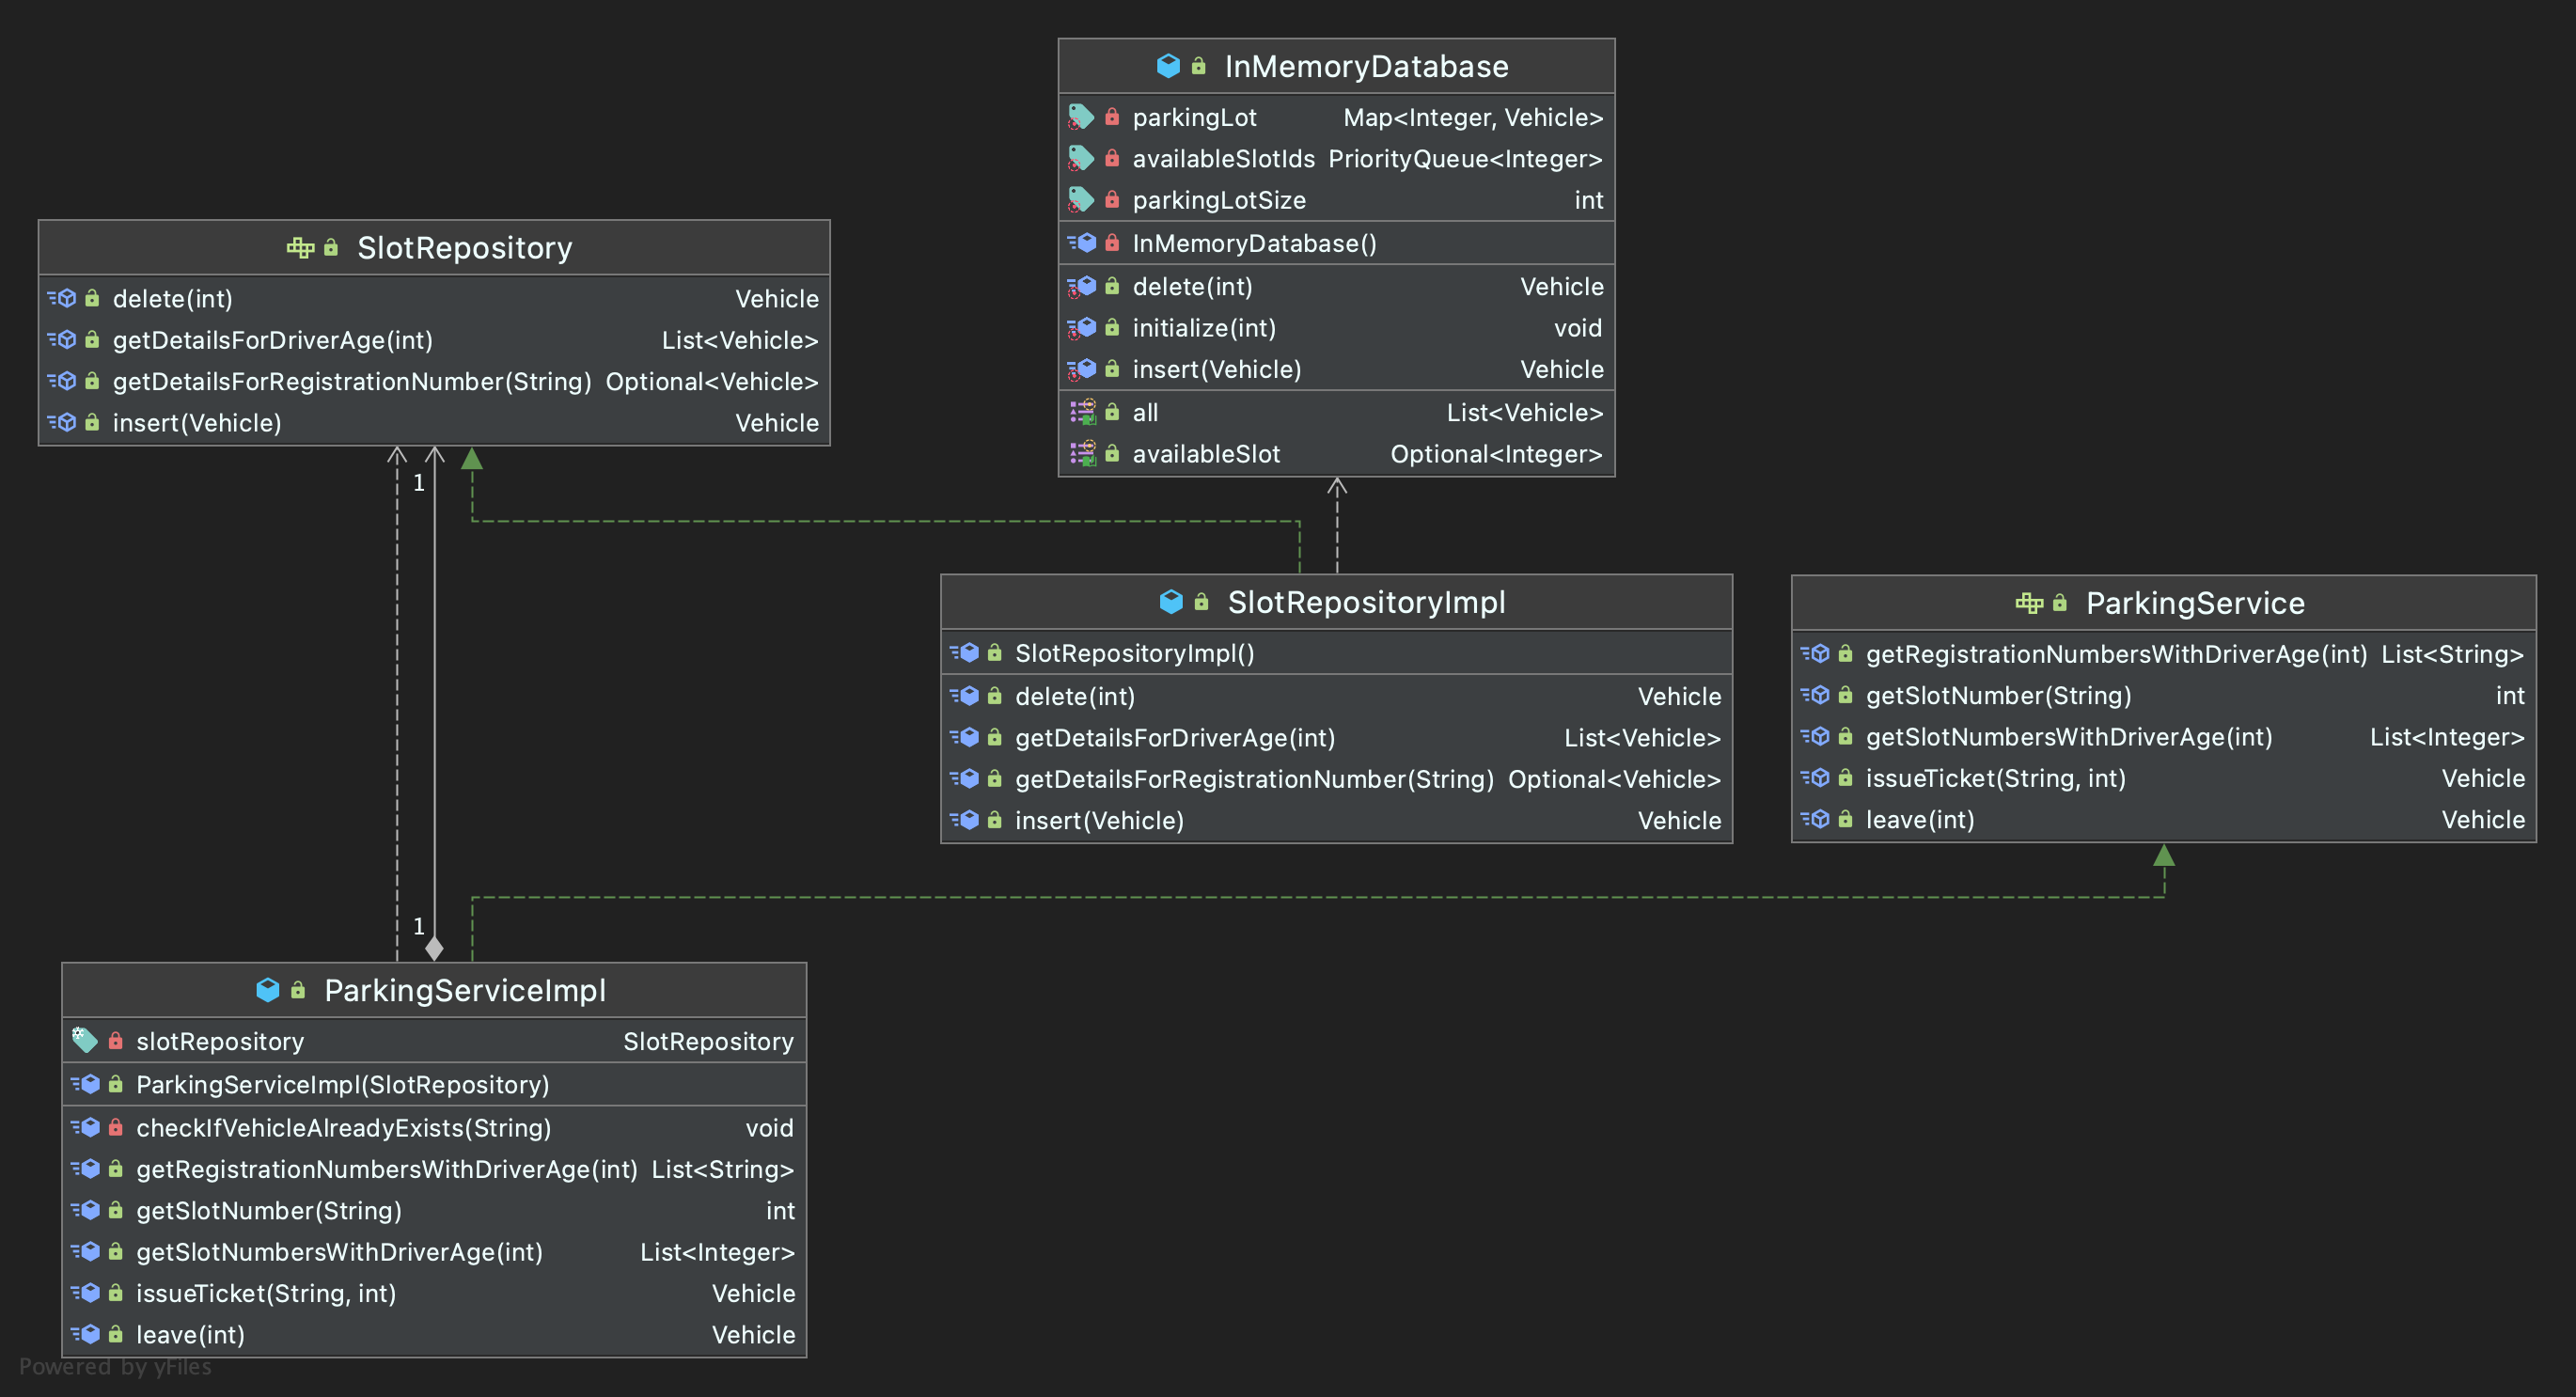 InMemoryDatabase
parkingLot Map<Integer, Vehicle>
availableSlotIds PriorityQueue<Integer>
parkingLotSize int
InMemoryDatabase()
delete(int) Vehicle
initialize(int) void
insert(Vehicle) Vehicle
all List<Vehicle>
availableSlot Optional<Integer>
SlotRepository
delete(int) Vehicle
getDetailsForDriverAge(int) List<Vehicle>
getDetailsForRegistrationNumber(String) Optional<Vehicle>
insert(Vehicle) Vehicle
1
1
SlotRepositoryImpl
SlotRepositoryImpl()
delete(int) Vehicle
getDetailsForDriverAge(int) List<Vehicle>
getDetailsForRegistrationNumber(String) Optional<Vehicle>
insert(Vehicle) Vehicle
ParkingService
getRegistrationNumbersWithDriverAge(int) List<String>
getSlotNumber(String) int
getSlotNumbersWithDriverAge(int) List<Integer>
issueTicket(String, int) Vehicle
leave(int) Vehicle
ParkingServiceImpl
slotRepository SlotRepository
ParkingServiceImpl(SlotRepository)
checkIfVehicleAlreadyExists(String) void
getRegistrationNumbersWithDriverAge(int) List<String>
getSlotNumber(String) int
getSlotNumbersWithDriverAge(int) List<Integer>
issueTicket(String, int) Vehicle
leave(int) Vehicle
Powered by yFiles